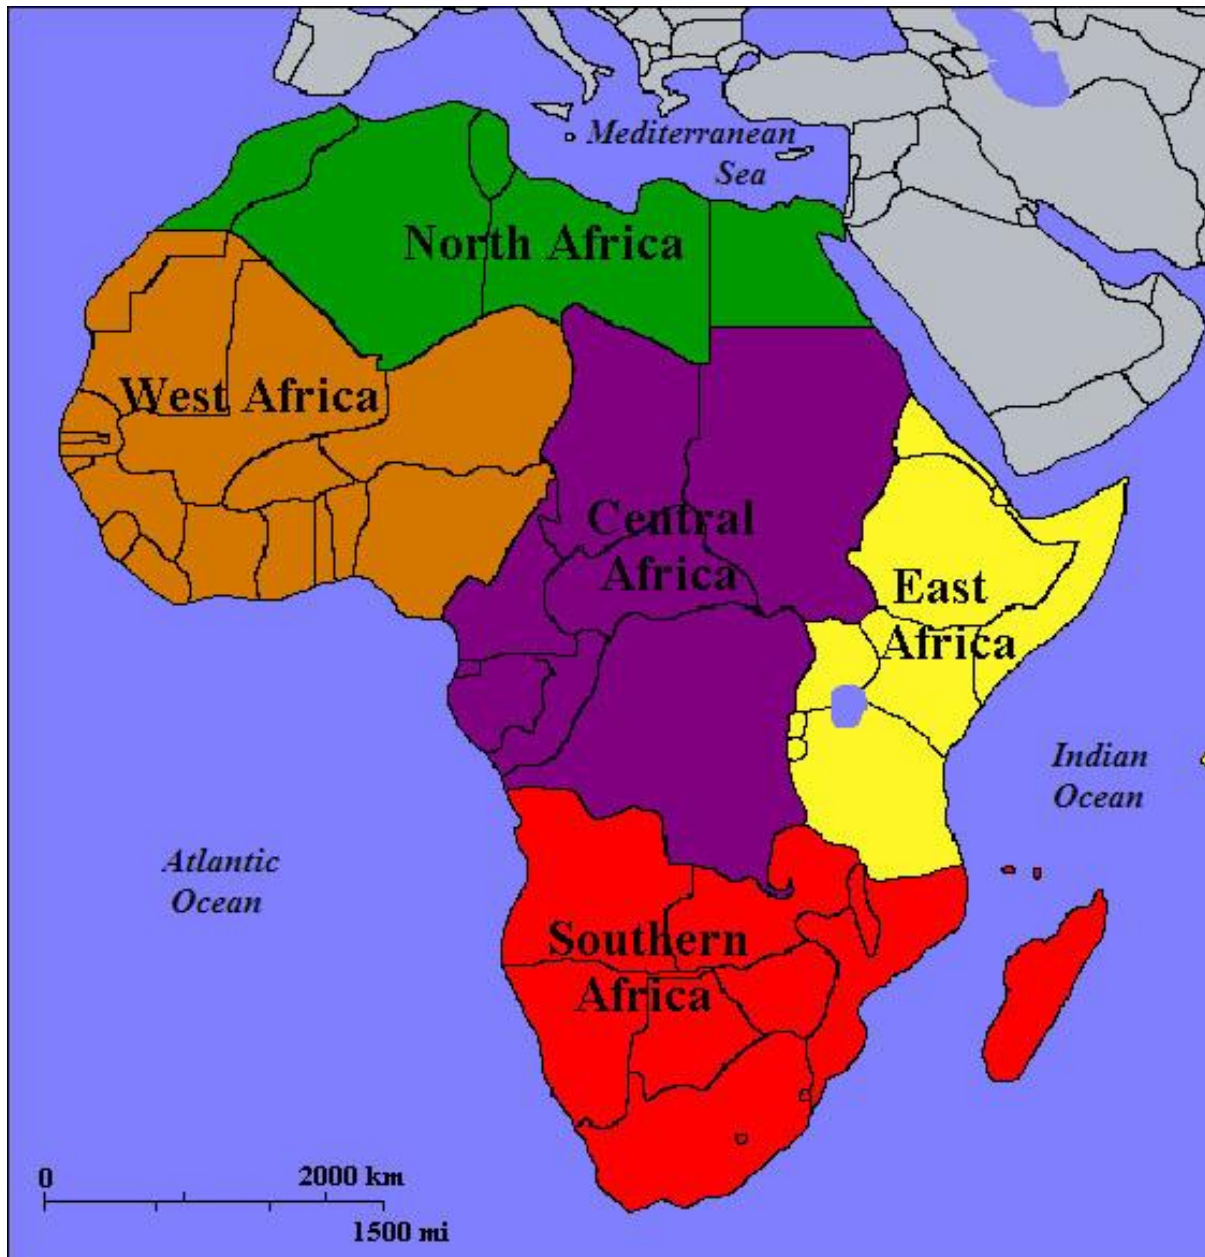 Mediterranean
Sea
North Africa
West Africa
Central
Africa
East
Africa
Indian
Ocean
Atlantic
Ocean
Southern
Africa
0
2000 km
1500 mi